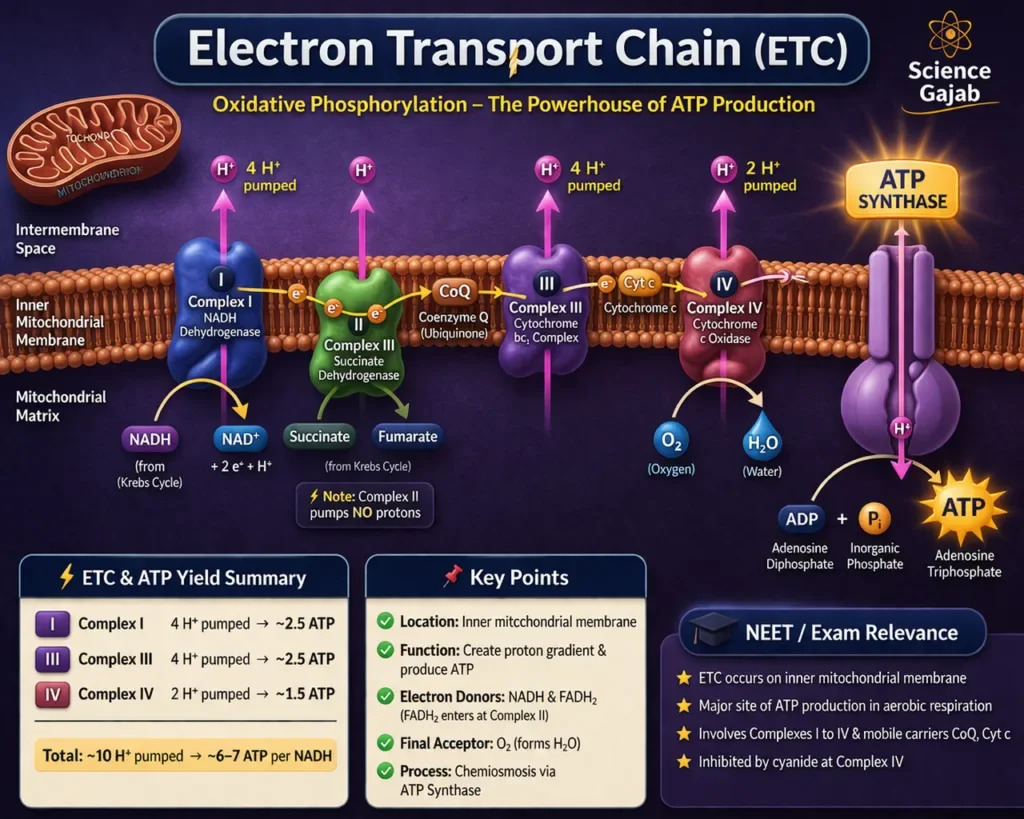 Electron Transport Chain (ETC)
Oxidative Phosphorylation – The Powerhouse of ATP Production
Science
Gajab
TOCHOND
MITOCHONDRION
H⁺ 4 H⁺
pumped
H⁺
H⁺ 4 H⁺
pumped
H⁺ 2 H⁺
pumped
ATP
SYNTHASE
Intermembrane
Space
Inner
Mitochondrial
Membrane
Mitochondrial
Matrix
I
Complex I
NADH
Dehydrogenase
e⁻
e⁻
e⁻
II
Complex III
Succinate
Dehydrogenase
CoQ
Coenzyme Q
(Ubiquinone)
III
Complex III
Cytochrome
bc₁ Complex
e⁻
Cyt c
Cytochrome c
IV
Complex IV
Cytochrome
c Oxidase
H⁺
NADH
(from
(Krebs Cycle)
NAD⁺
+ 2 e⁺ + H⁺
Succinate
Fumarate
(from Krebs Cycle)
Note: Complex II
pumps NO protons
O₂
(Oxygen)
H₂O
(Water)
ADP + Pᵢ
ATP
Adenosine
Diphosphate
Inorganic
Phosphate
Adenosine
Triphosphate
ETC & ATP Yield Summary
I Complex I 4 H⁺ pumped → ~2.5 ATP
III Complex III 4 H⁺ pumped → ~2.5 ATP
IV Complex IV 2 H⁺ pumped → ~1.5 ATP
Total: ~10 H⁺ pumped → ~6–7 ATP per NADH
Key Points
Location: Inner mitcchondrial membrane
Function: Create proton gradient &
produce ATP
Electron Donors: NADH & FADH₂
(FADH₂ enters at Complex II)
Final Acceptor: O₂ (forms H₂O)
Process: Chemiosmosis via
ATP Synthase
NEET / Exam Relevance
ETC occurs on inner mitochondrial membrane
Major site of ATP production in aerobic respiration
Involves Complexes I to IV & mobile carriers CoQ, Cyt c
Inhibited by cyanide at Complex IV